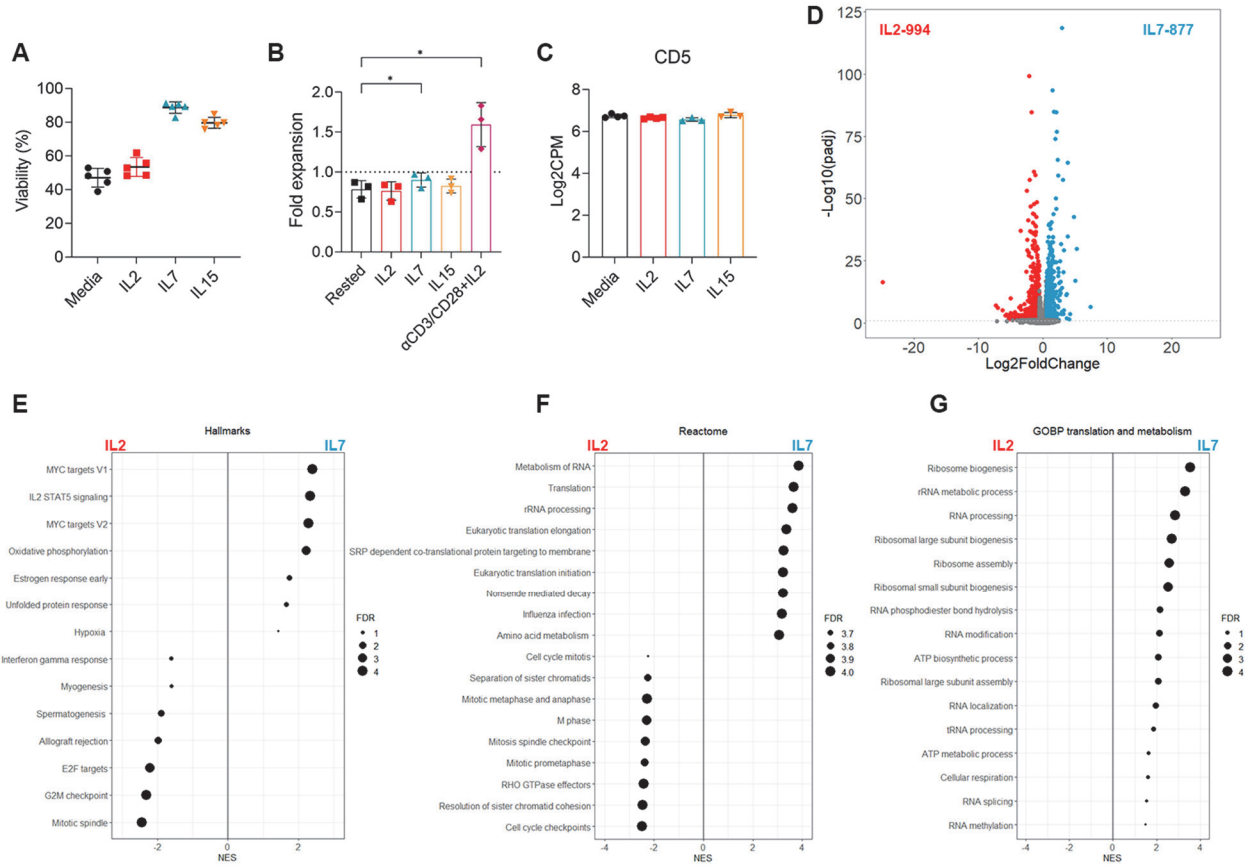 A
Viability (%)
100
80
60
40
20
0
Media
IL2
IL7
IL15
B
*
*
Fold expansion
2.0
1.5
1.0
0.5
0.0
Rested
IL2
IL7
IL15
αCD3/CD28+IL2
C
CD5
Log2CPM
8
6
4
2
0
Media
IL2
IL7
IL15
D
IL2-994
IL7-877
-Log10(padj)
125
100
75
50
25
0
-20
-10
0
10
20
Log2FoldChange
E
Hallmarks
IL2
IL7
MYC targets V1
IL2 STAT5 signaling
MYC targets V2
Oxidative phosphorylation
Estrogen response early
Unfolded protein response
Hypoxia
Interferon gamma response
Myogenesis
Spermatogenesis
Alllograft rejection
E2F targets
G2M checkpoint
Mitotic spindle
-2
0
2
NES
FDR
1
2
3
4
F
Reactome
IL2
IL7
Metabolism of RNA
Translation
rRNA processing
Eukaryotic translation elongation
SRP dependent co-translational protein targeting to membrane
Eukaryotic translation initiation
Nonsende mediated decay
Influenza infection
Amino acid metabolism
Cell cycle mitotis
Separation of sister chromatids
Mitotic metaphase and anaphase
M phase
Mitosis spindle checkpoint
Mitotic prometaphase
RHO GTPase effectors
Resolution of sister chromatid cohesion
Cell cycle checkpoints
-4
-2
0
2
4
NES
FDR
3.7
3.8
3.9
4.0
G
GOBP translation and metabolism
IL2
IL7
Ribosome biogenesis
rRNA metabolic process
RNA processing
Ribosomal large subunit biogenesis
Ribosome assembly
Ribosomal small subunit biogenesis
RNA phosphodiester bond hydrolysis
RNA modification
ATP biosynthetic process
Ribosomal large subunit assembly
RNA localization
tRNA processing
ATP metabolic process
Cellular respiration
RNA splicing
RNA methylation
-4
-2
0
2
4
NES
FDR
1
2
3
4